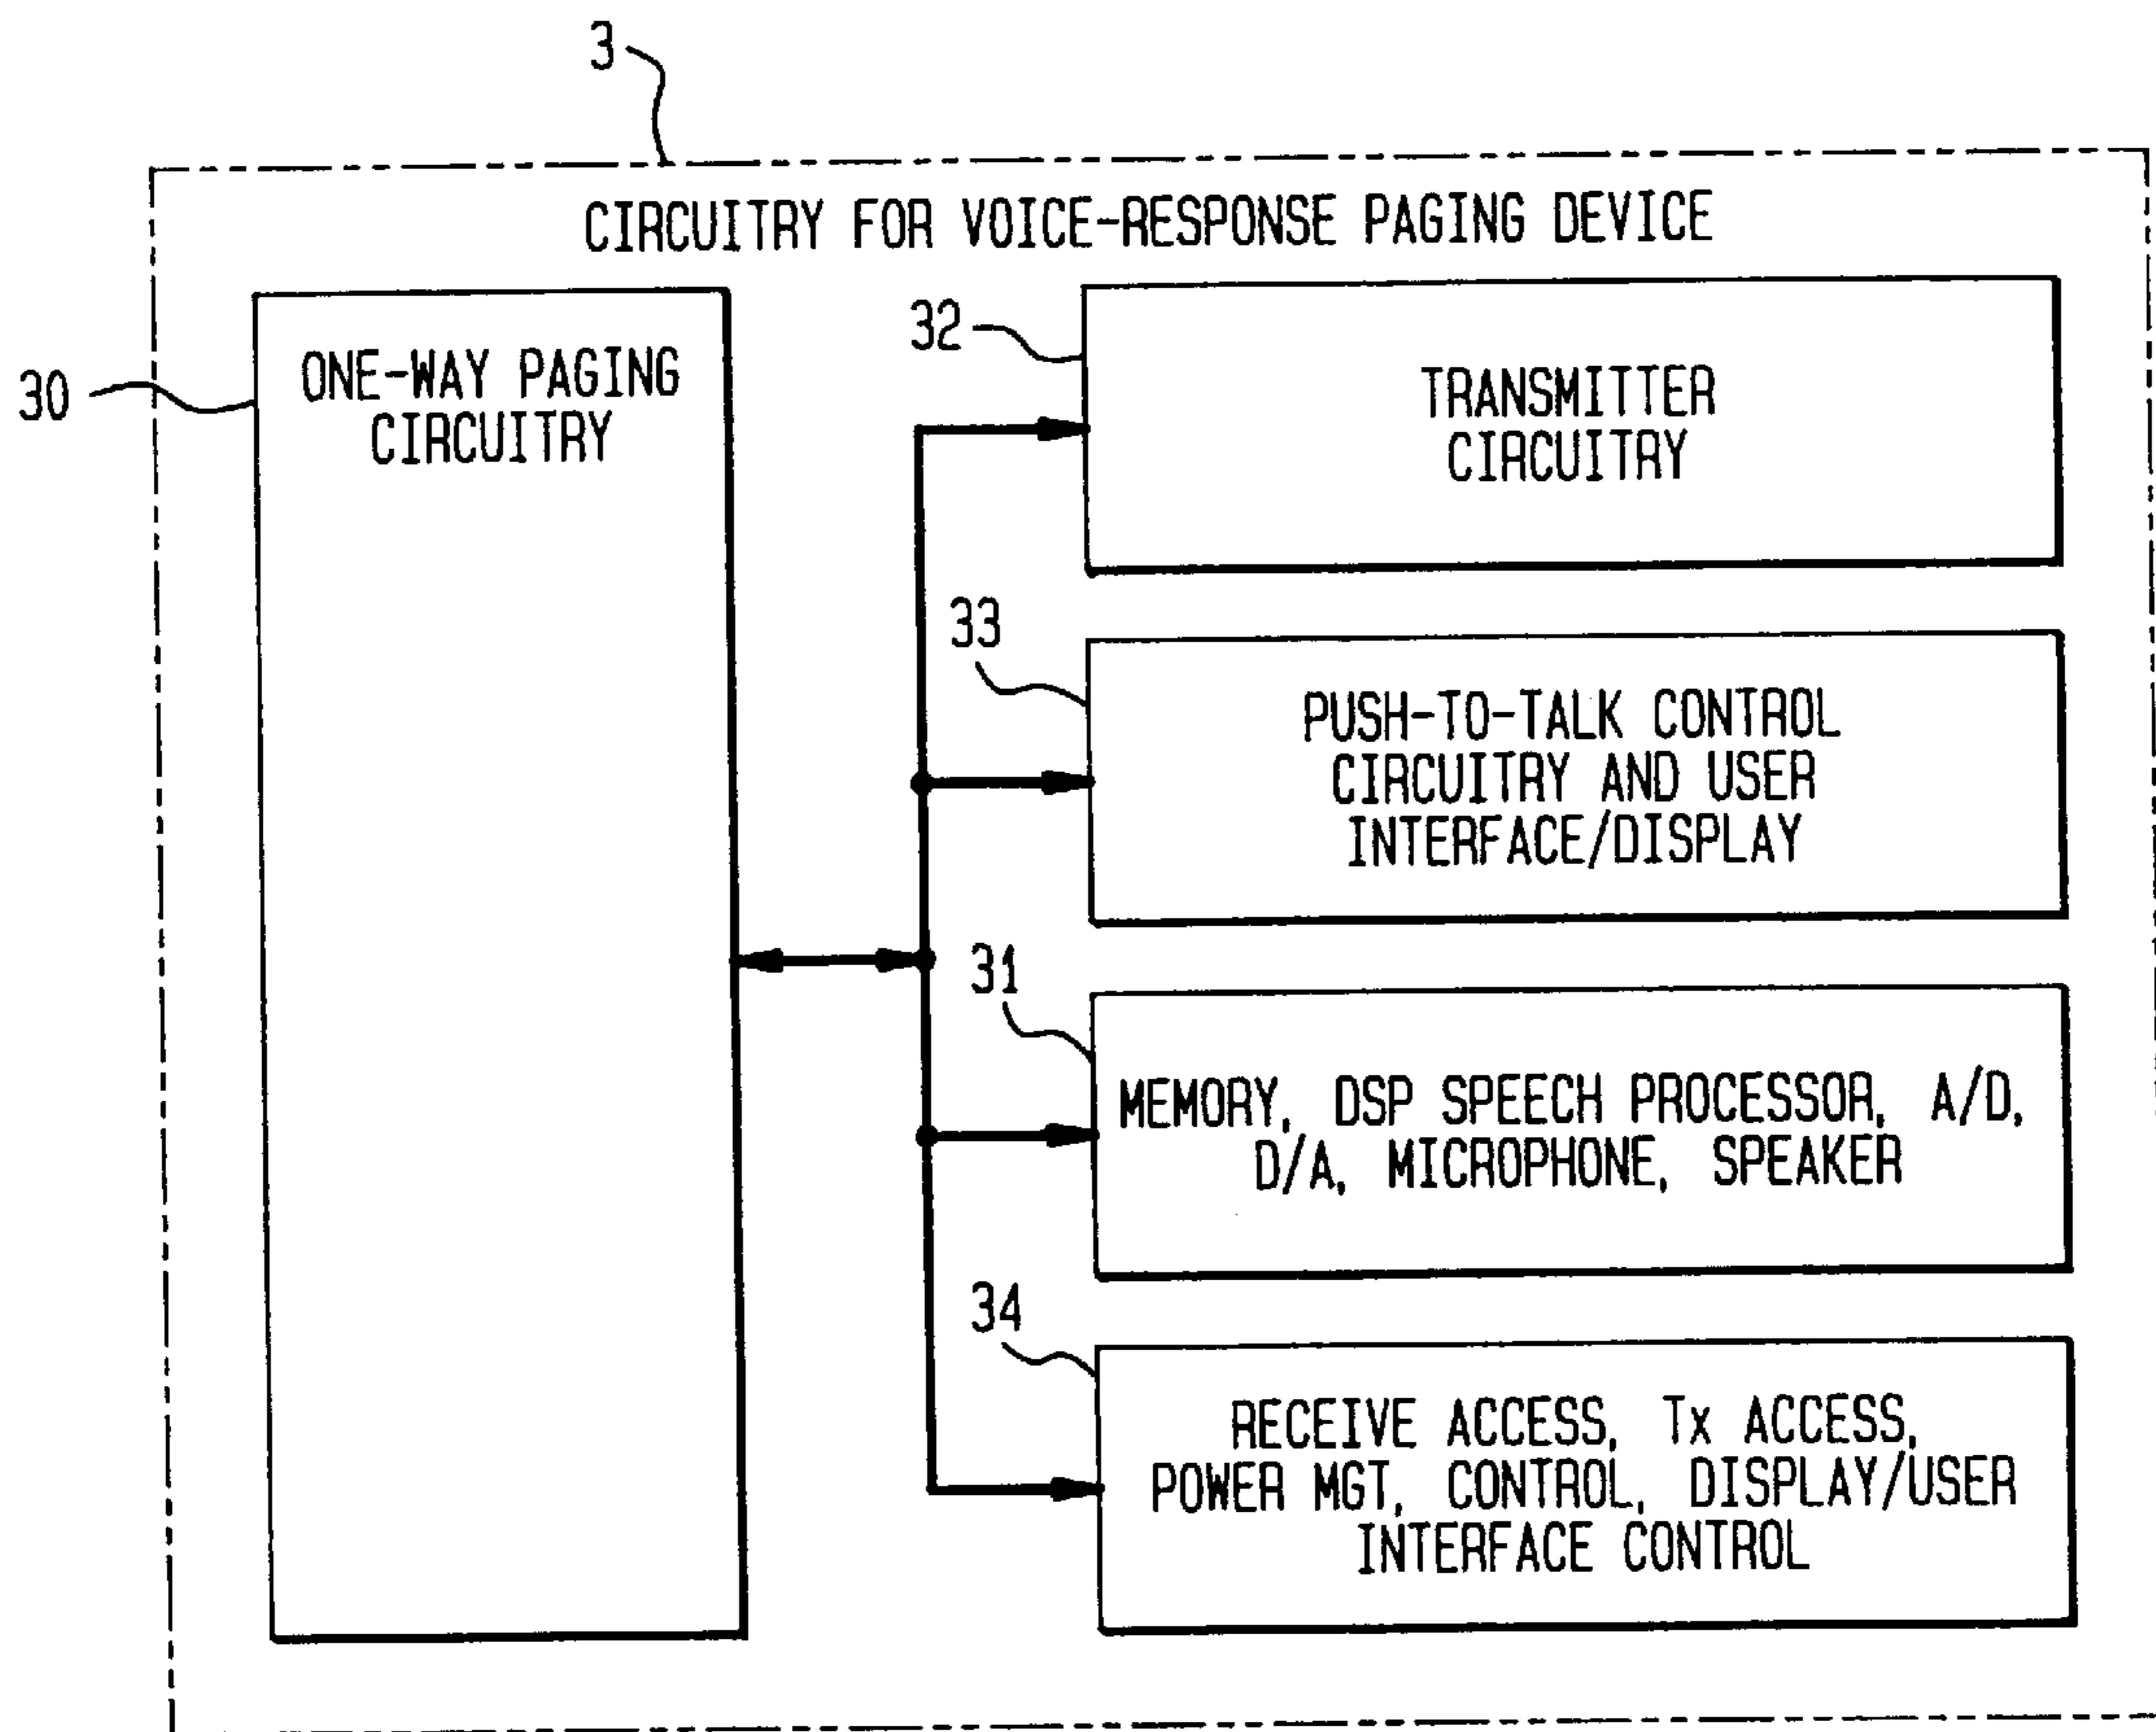 3
CIRCUITRY FOR VOICE-RESPONSE PAGING DEVICE
30
ONE-WAY PAGING
CIRCUITRY
32
TRANSMITTER
CIRCUITRY
33
PUSH-TO-TALK CONTROL
CIRCUITRY AND USER
INTERFACE/DISPLAY
31
MEMORY, DSP SPEECH PROCESSOR, A/D,
D/A, MICROPHONE, SPEAKER
34
RECEIVE ACCESS, Tx ACCESS,
POWER MGT, CONTROL, DISPLAY/USER
INTERFACE CONTROL